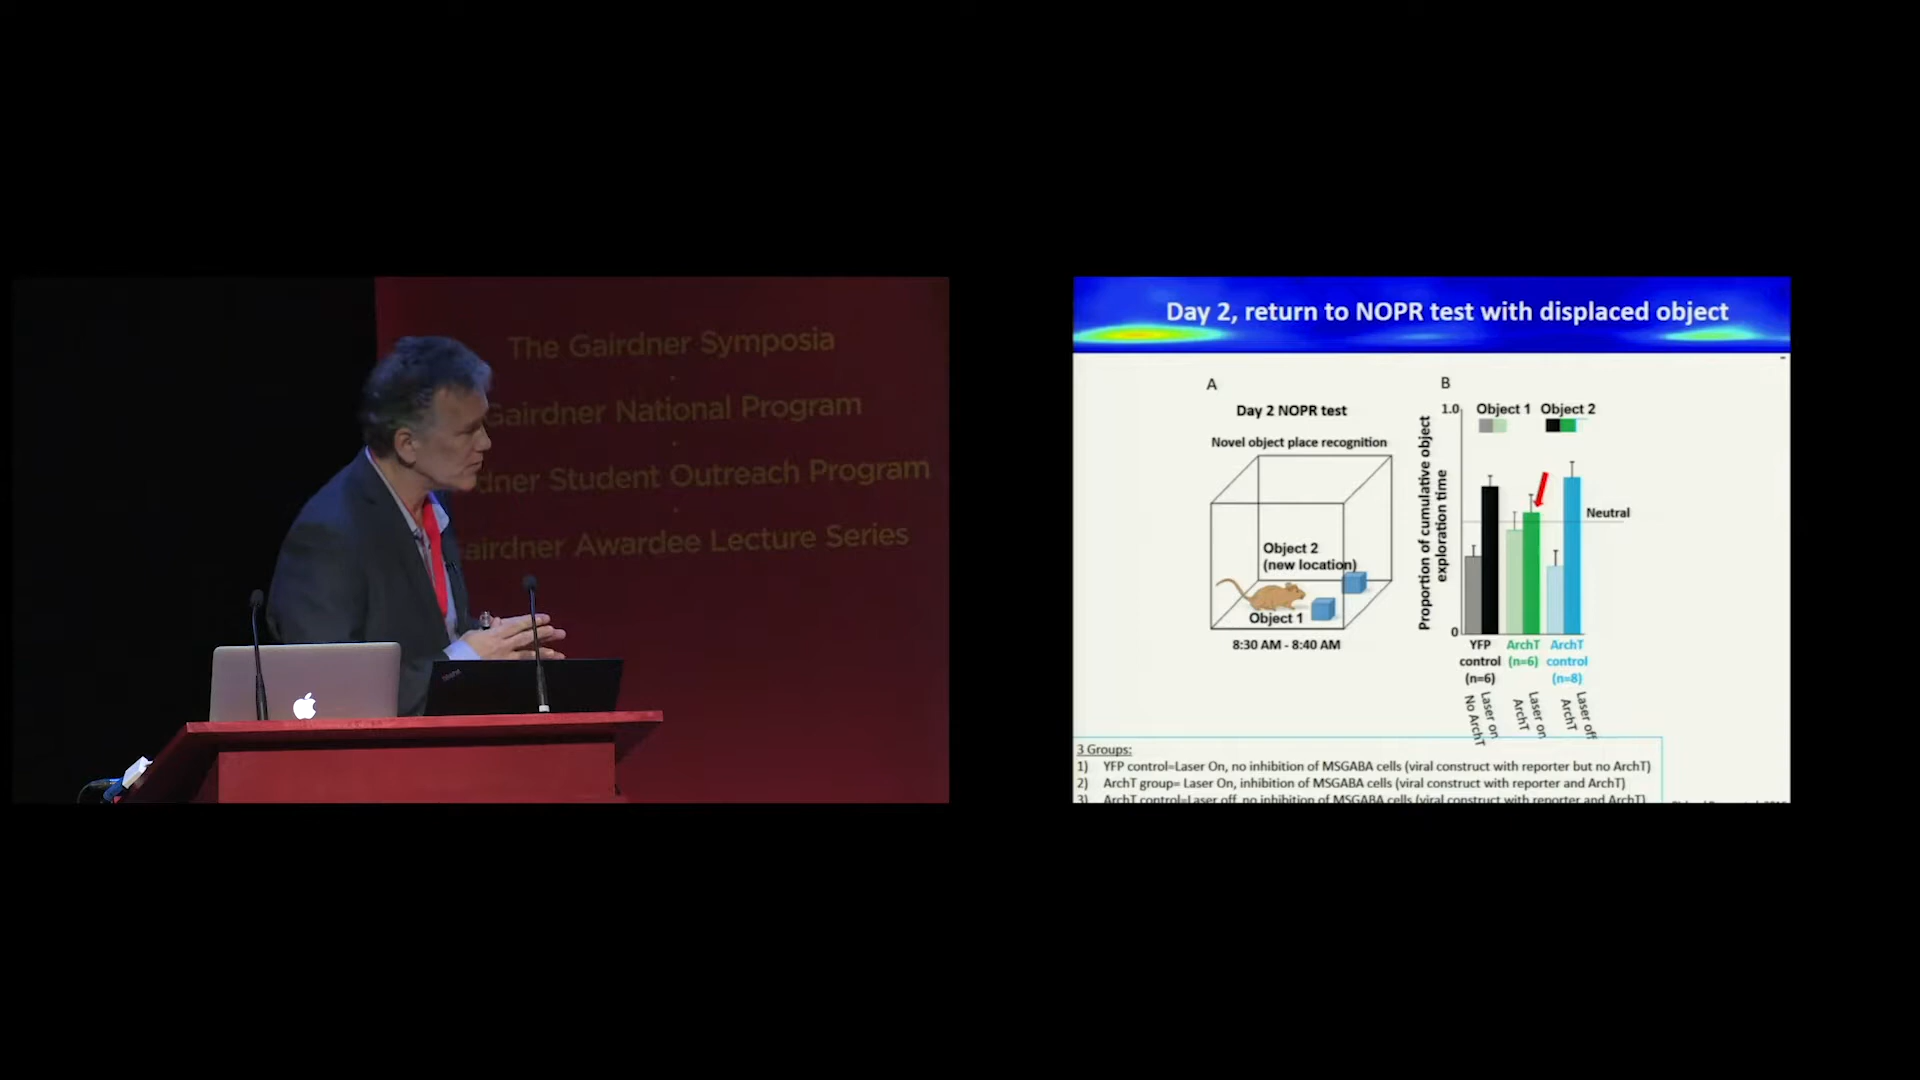 The Gairdner Symposia
Gairdner National Program
dner Student Outreach Program
airdner Awardee Lecture Series
Day 2, return to NOPR test with displaced object
A
Day 2 NOPR test
Novel object place recognition
Object 2
(new location)
Object 1
8:30 AM - 8:40 AM
B
Proportion of cumulative object
exploration time
1.0
0
Object 1 Object 2
Neutral
YFP
control
(n=6)
ArchT
(n=6)
ArchT
control
(n=8)
Laser on
No ArchT
Laser on
ArchT
Laser off
ArchT
3 Groups:
1) YFP control=Laser On, no inhibition of MSGABA cells (viral construct with reporter but no ArchT)
2) ArchT group= Laser On, inhibition of MSGABA cells (viral construct with reporter and ArchT)
3) ArchT control=Laser off, no inhibition of MSGABA cells (viral construct with reporter and ArchT)